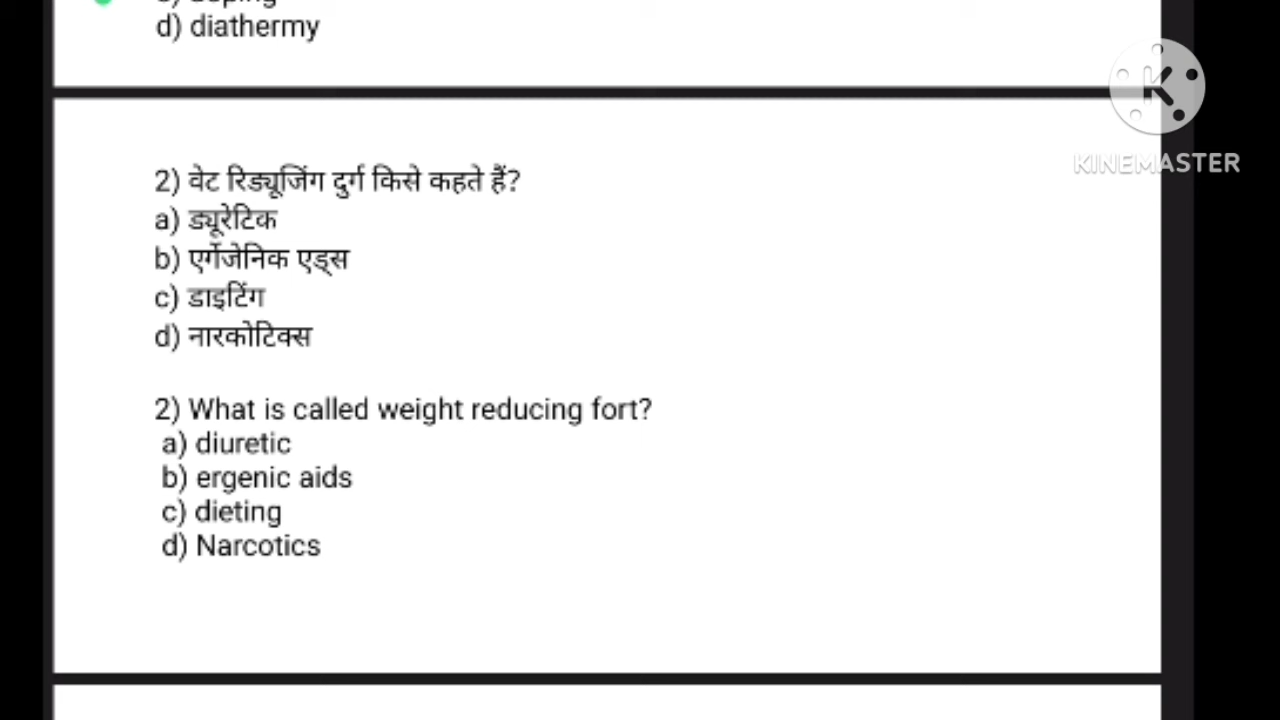 d) diathermy
KINEMASTER
2) वेट रिड्यूजिंग दुर्ग किसे कहते हैं?
a) ड्यूरेटिक
b) एर्गेजेनिक एड्स
c) डाइटिंग
d) नारकोटिक्स
2) What is called weight reducing fort?
a) diuretic
b) ergenic aids
c) dieting
d) Narcotics